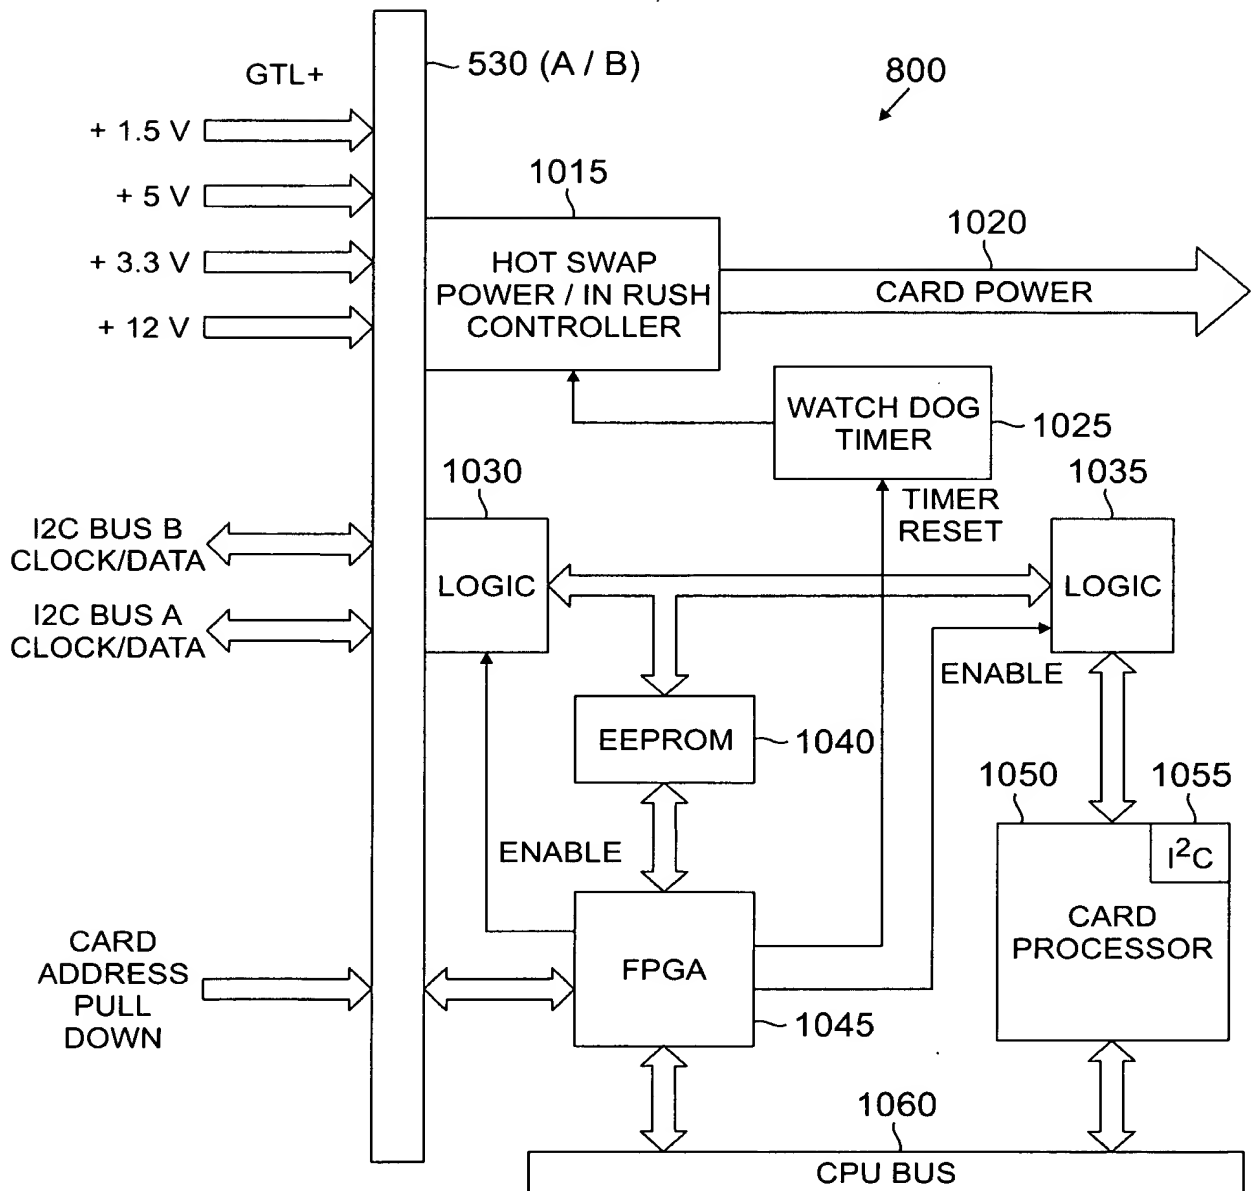 GTL+
530 (A / B)
800
+ 1.5 V
+ 5 V
+ 3.3 V
+ 12 V
1015
HOT SWAP
POWER / IN RUSH
CONTROLLER
1020
CARD POWER
WATCH DOG
TIMER
1025
TIMER
RESET
1030
LOGIC
1035
LOGIC
I2C BUS B
CLOCK/DATA
I2C BUS A
CLOCK/DATA
ENABLE
EEPROM
1040
ENABLE
1050
1055
I²C
CARD
PROCESSOR
CARD
ADDRESS
PULL
DOWN
FPGA
1045
1060
CPU BUS